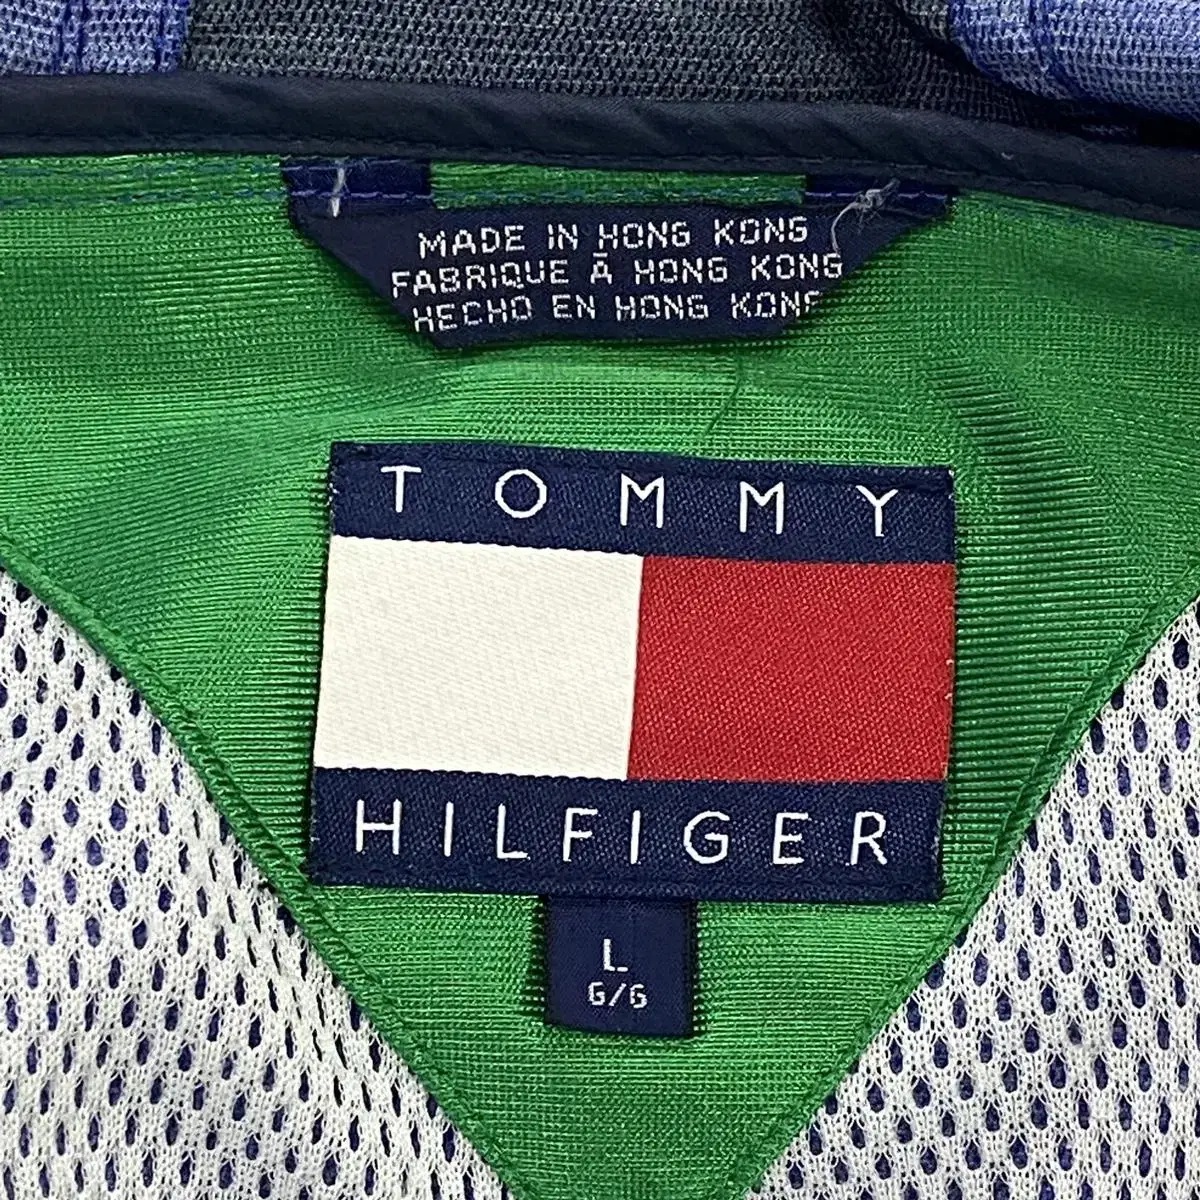 MADE IN HONG KONG
FABRIQUE À HONG KONG
HECHO EN HONG KONG
TOMMY
HILFIGER
L
G/G